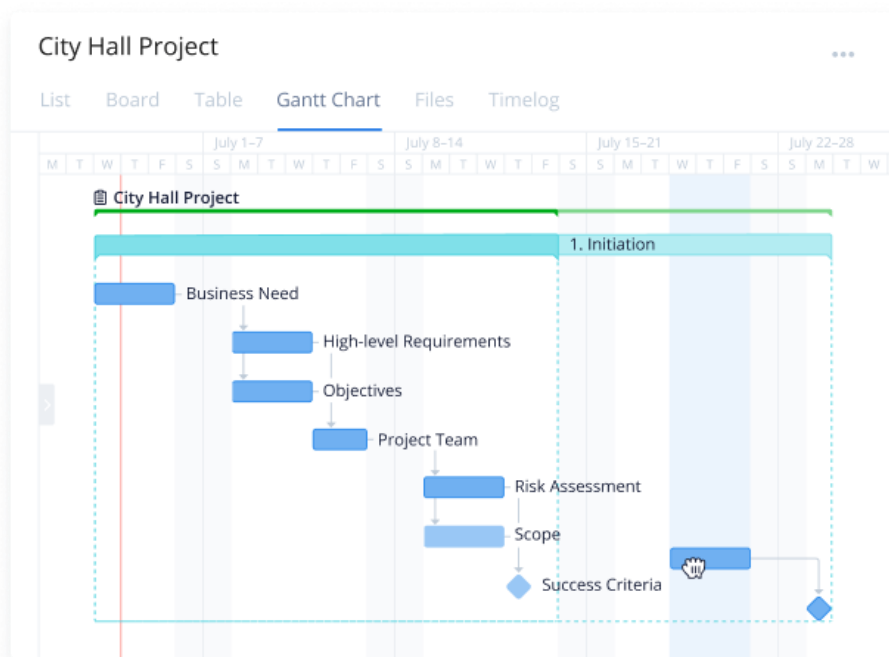 City Hall Project
List Board Table Gantt Chart Files Timelog
July 1–7 July 8–14 July 15–21 July 22–28
M T W T F S S M T W T F S S M T W T F S S M T W T F S S M T W
City Hall Project
1. Initiation
Business Need
High-level Requirements
Objectives
Project Team
Risk Assessment
Scope
Success Criteria